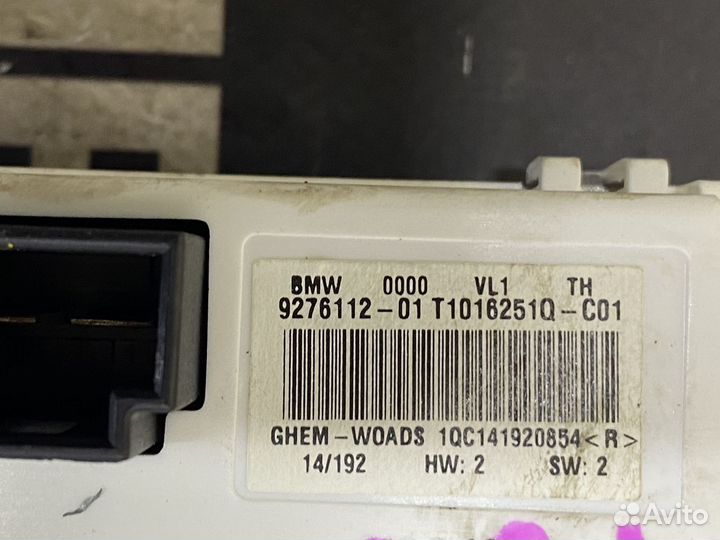 BMW 0000 VL1 TH
9276112-01 T1016251Q-C01
GHEM-WOADS 1QC141920854<R>
14/192 HW: 2 SW: 2
Avito